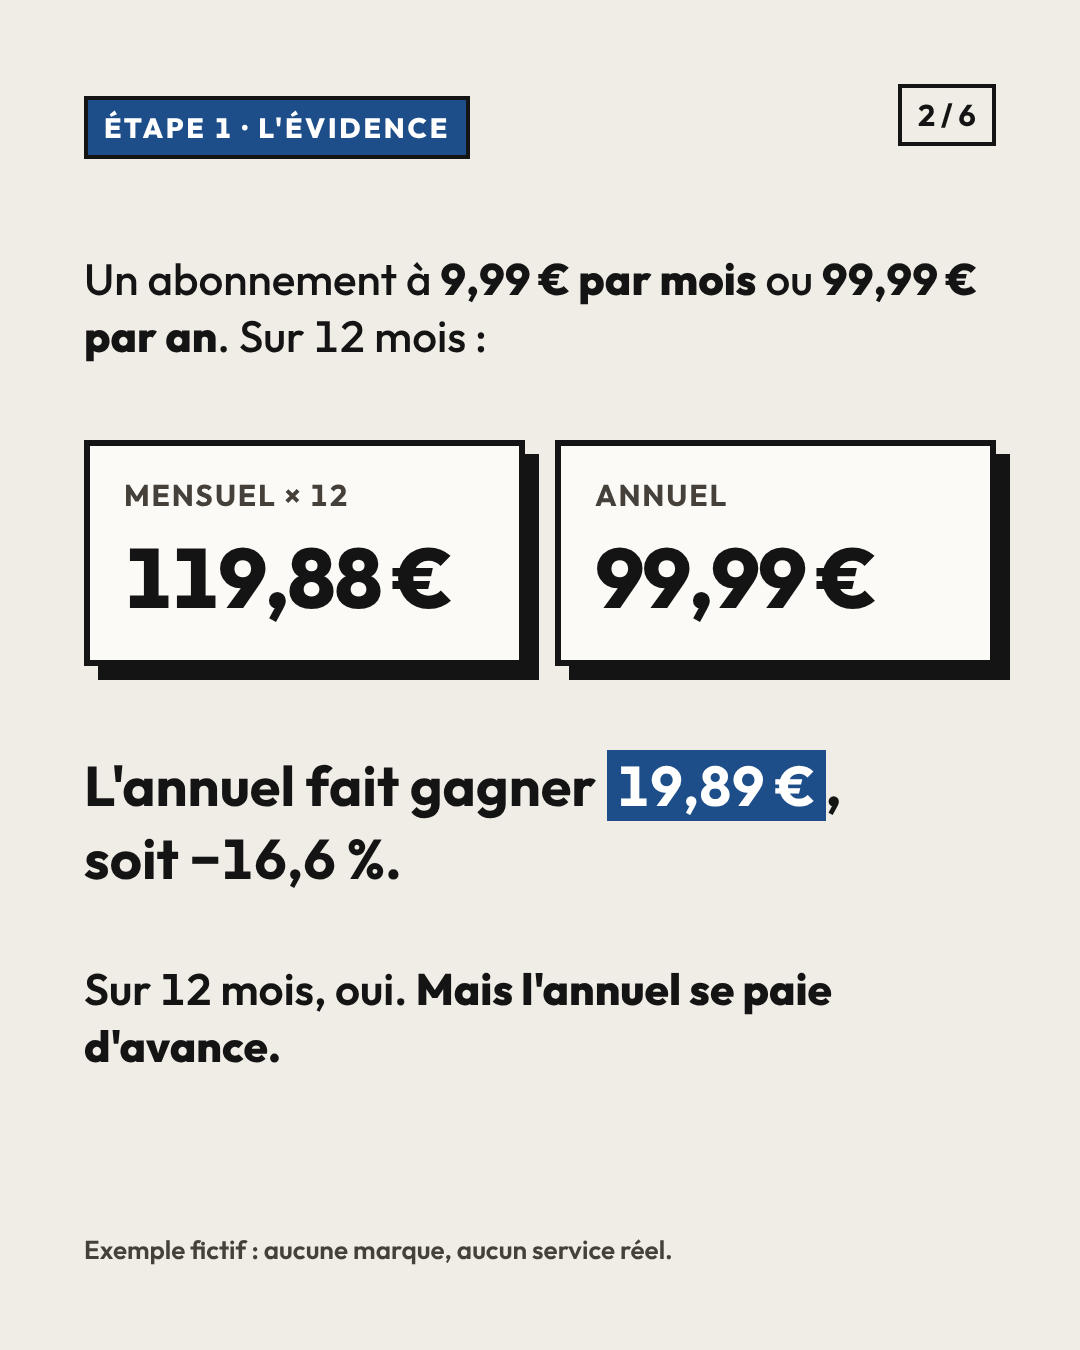 ÉTAPE 1 · L'ÉVIDENCE
2 / 6
Un abonnement à 9,99 € par mois ou 99,99 €
par an. Sur 12 mois :
MENSUEL × 12
119,88 €
ANNUEL
99,99 €
L'annuel fait gagner 19,89 €,
soit −16,6 %.
Sur 12 mois, oui. Mais l'annuel se paie
d'avance.
Exemple fictif : aucune marque, aucun service réel.